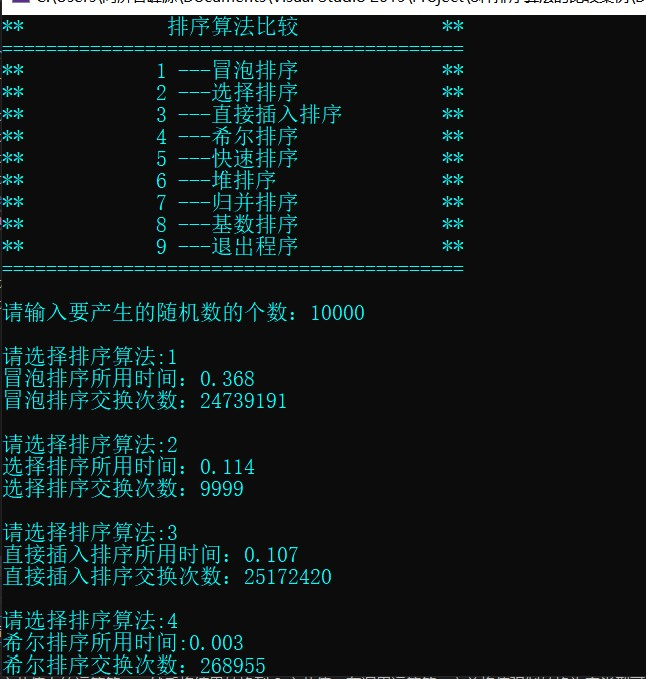 ** 排序算法比较 **
==========================================
** 1 ---冒泡排序 **
** 2 ---选择排序 **
** 3 ---直接插入排序 **
** 4 ---希尔排序 **
** 5 ---快速排序 **
** 6 ---堆排序 **
** 7 ---归并排序 **
** 8 ---基数排序 **
** 9 ---退出程序 **
==========================================
请输入要产生的随机数的个数：10000
请选择排序算法:1
冒泡排序所用时间：0.368
冒泡排序交换次数：24739191
请选择排序算法:2
选择排序所用时间：0.114
选择排序交换次数：9999
请选择排序算法:3
直接插入排序所用时间：0.107
直接插入排序交换次数：25172420
请选择排序算法:4
希尔排序所用时间:0.003
希尔排序交换次数：268955